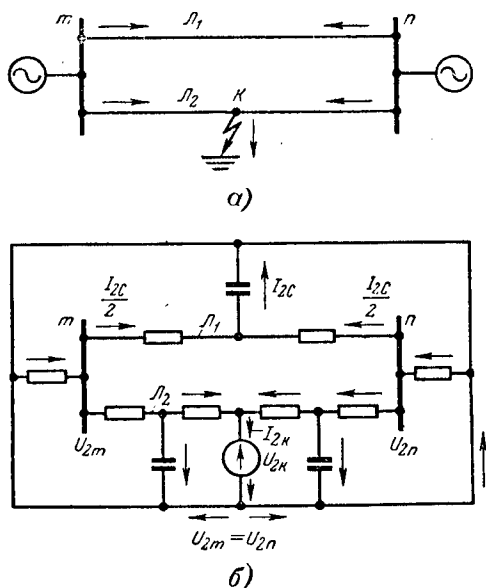 m Л₁ n
Л₂ К
а)
I₂C/2 I₂C I₂C/2
m Л₁ n
Л₂
I₂к
U₂m U₂к U₂n
U₂m = U₂n
б)